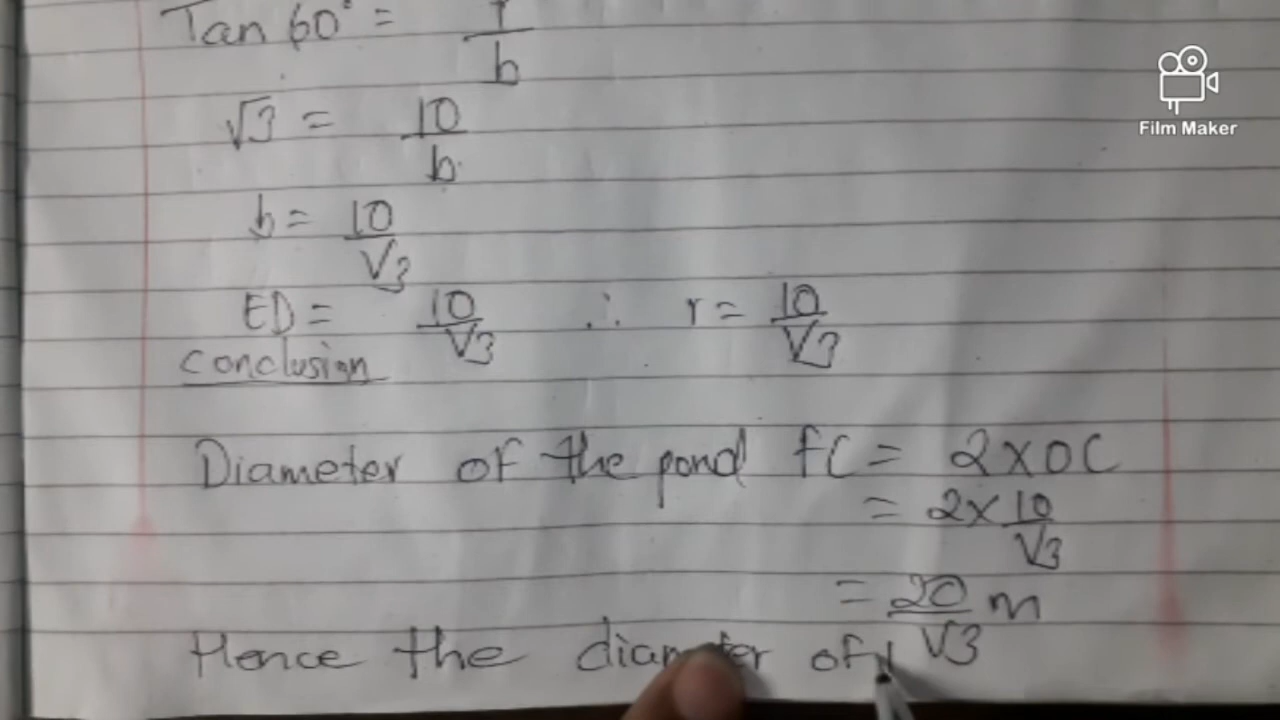 Tan 60° = P/b
√3 = 10/b
b = 10/√3
ED = 10/√3 ∴ r = 10/√3
conclusion
Diameter of the pond fC = 2×OC
= 2×10/√3
= 20/√3 m
Hence the diameter of
Film Maker